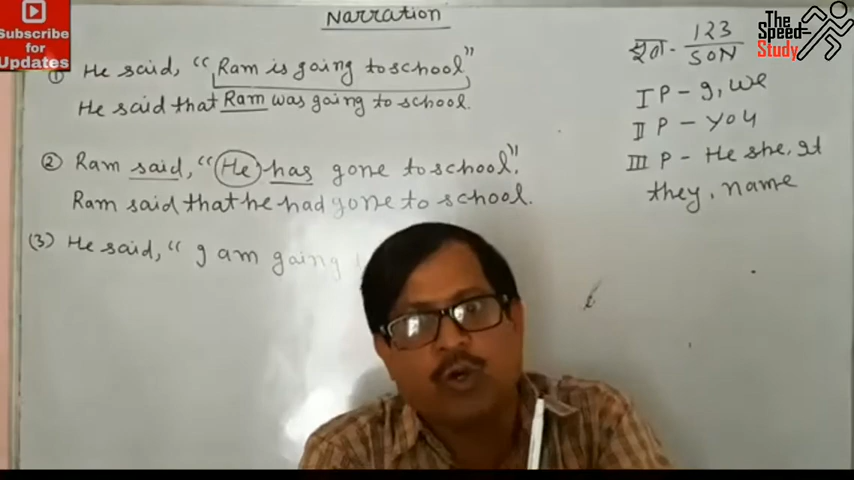 Subscribe
for
Updates
Narration
The
Speed
Study
① He said, “Ram is going to school”
He said that Ram was going to school.
② Ram said, “He has gone to school”.
Ram said that he had gone to school.
(3) He said, “I am going
सूत्र - 123
SON
I P - I, we
II P - You
III P - He she, It
they, name